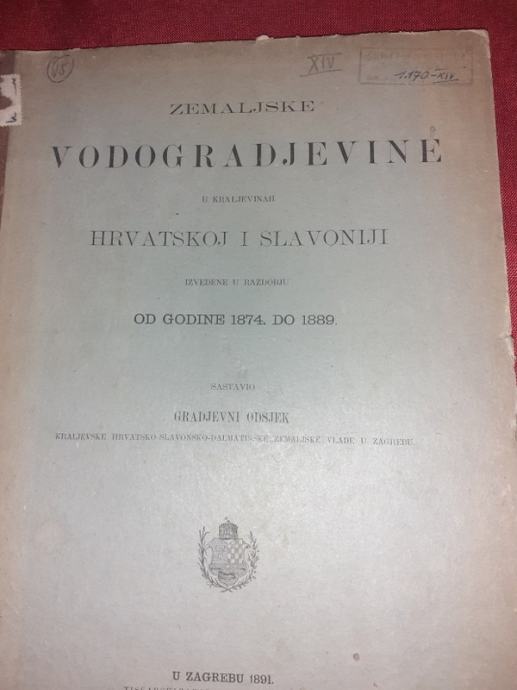 65
XIV
1.170-XIV
ZEMALJSKE
VODOGRADJEVINE
U KRALJEVINAH
HRVATSKOJ I SLAVONIJI
IZVEDENE U RAZDOBJU
OD GODINE 1874. DO 1889.
SASTAVIO
GRADJEVNI ODSJEK
KRALJEVSKE HRVATSKO-SLAVONSKO-DALMATINSKE ZEMALJSKE VLADE U ZAGREBU.
U ZAGREBU 1891.